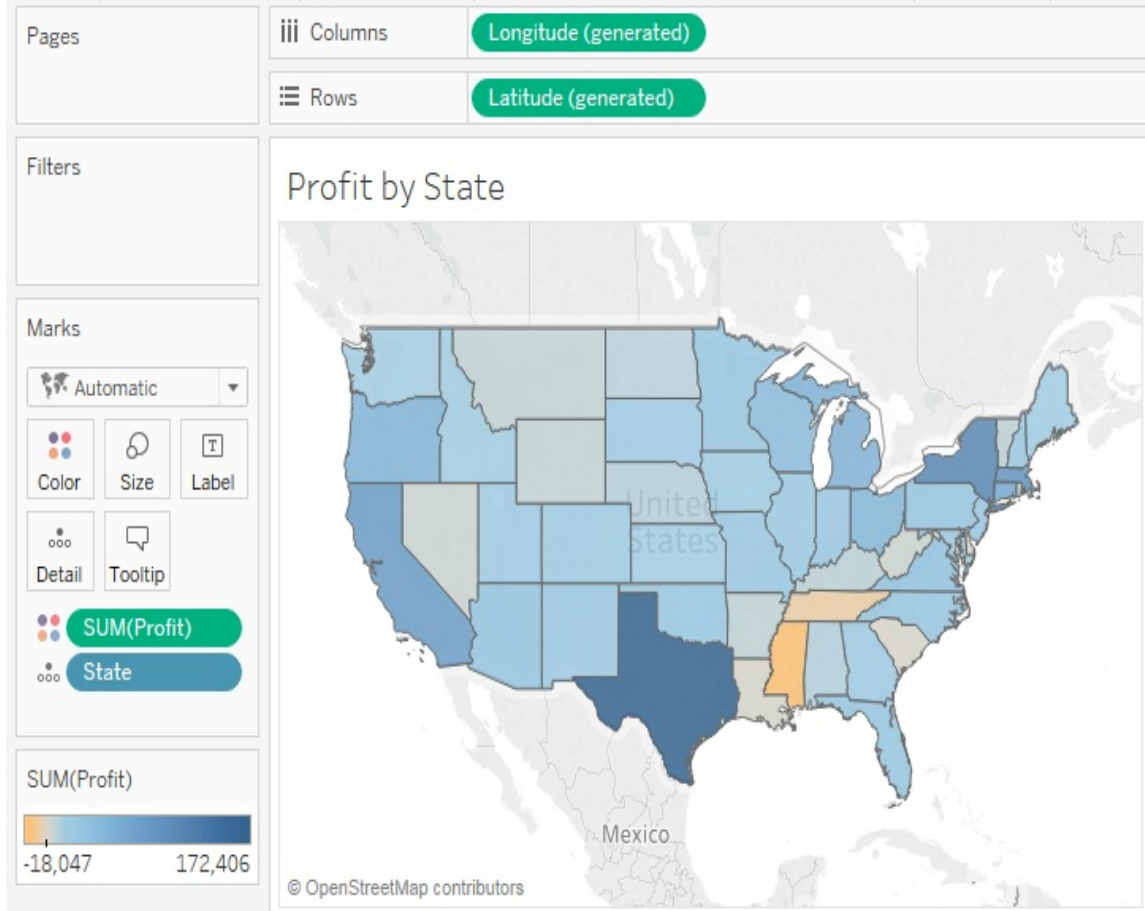 Pages
Columns
Longitude (generated)
Rows
Latitude (generated)
Filters
Profit by State
Marks
Automatic
Color
Size
T
Label
Detail
Tooltip
SUM(Profit)
State
SUM(Profit)
-18,047
172,406
United
States
Mexico
© OpenStreetMap contributors